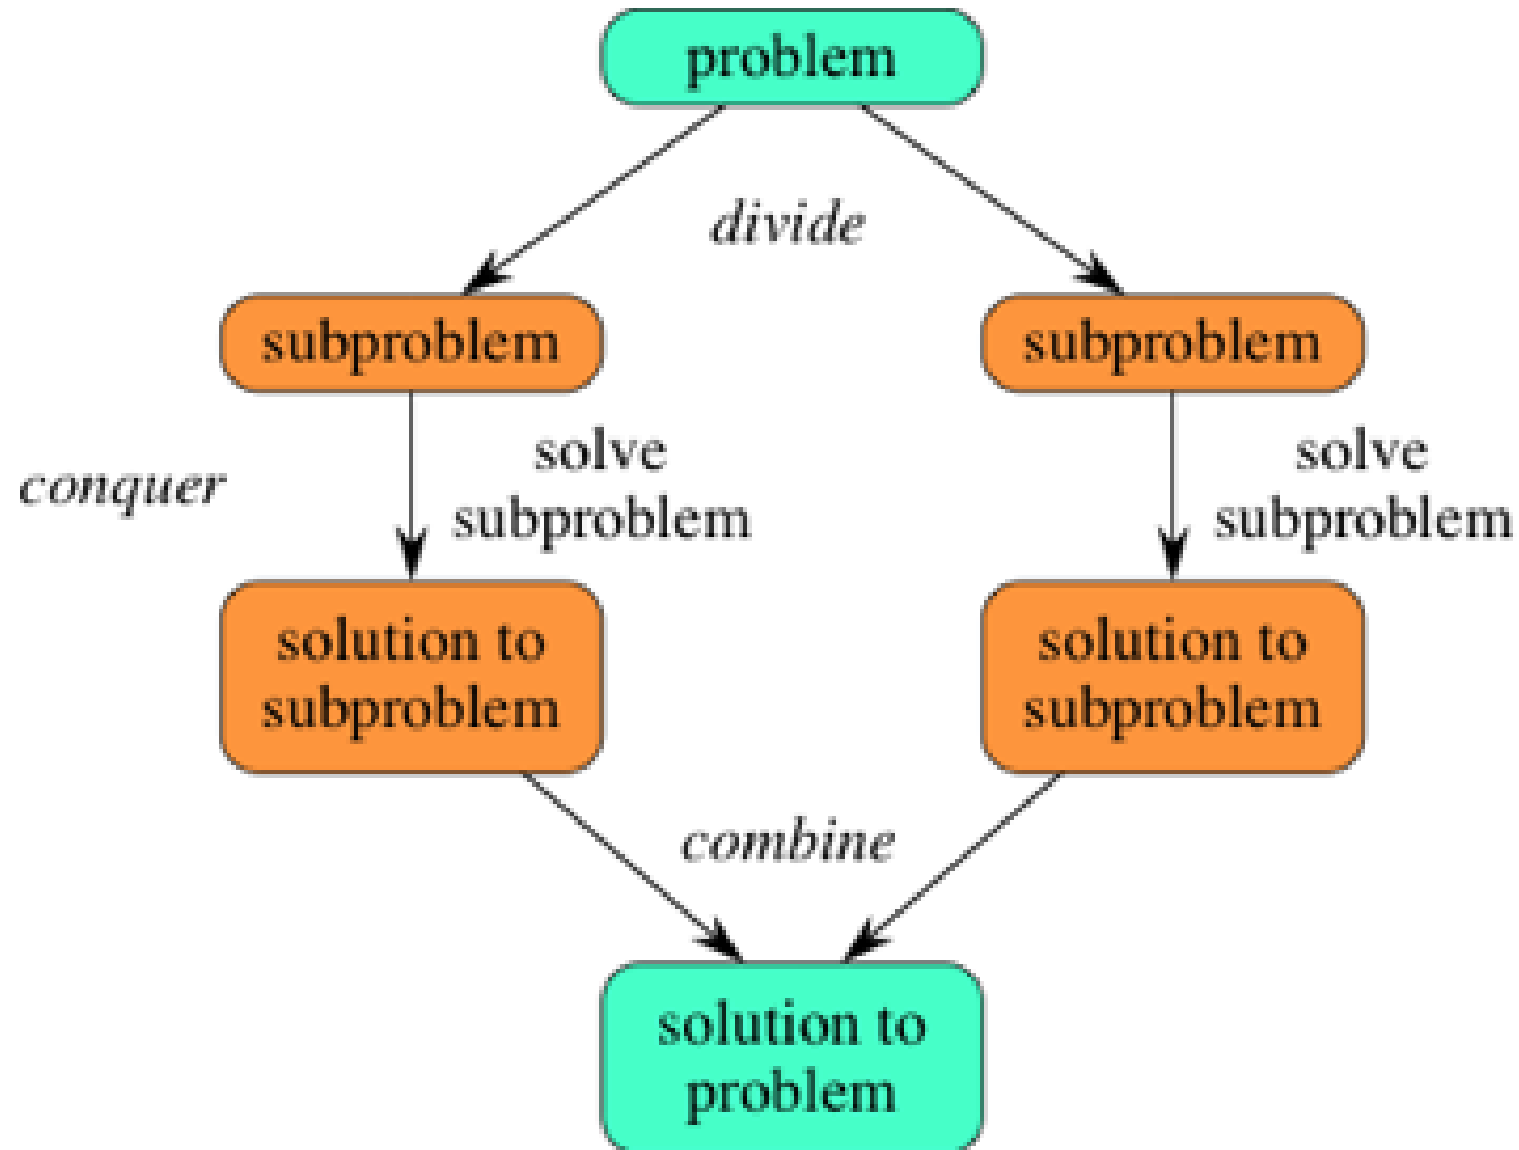 problem
divide
subproblem
subproblem
conquer
solve
subproblem
solve
subproblem
solution to
subproblem
solution to
subproblem
combine
solution to
problem